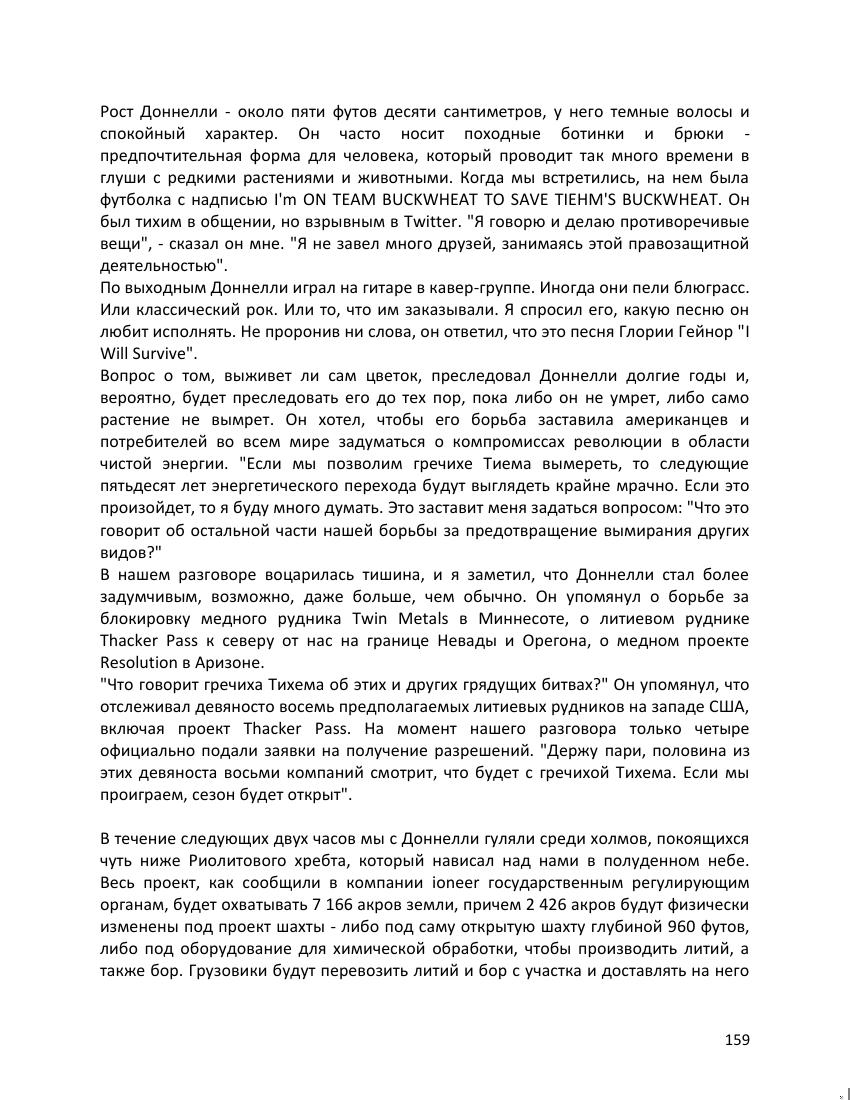 Рост Доннелли - около пяти футов десяти сантиметров, у него темные волосы и
спокойный характер. Он часто носит походные ботинки и брюки -
предпочтительная форма для человека, который проводит так много времени в
глуши с редкими растениями и животными. Когда мы встретились, на нем была
футболка с надписью I'm ON TEAM BUCKWHEAT TO SAVE TIEHM'S BUCKWHEAT. Он
был тихим в общении, но взрывным в Twitter. "Я говорю и делаю противоречивые
вещи", - сказал он мне. "Я не завел много друзей, занимаясь этой правозащитной
деятельностью".
По выходным Доннелли играл на гитаре в кавер-группе. Иногда они пели блюграсс.
Или классический рок. Или то, что им заказывали. Я спросил его, какую песню он
любит исполнять. Не проронив ни слова, он ответил, что это песня Глории Гейнор "I
Will Survive".
Вопрос о том, выживет ли сам цветок, преследовал Доннелли долгие годы и,
вероятно, будет преследовать его до тех пор, пока либо он не умрет, либо само
растение не вымрет. Он хотел, чтобы его борьба заставила американцев и
потребителей во всем мире задуматься о компромиссах революции в области
чистой энергии. "Если мы позволим гречихе Тиема вымереть, то следующие
пятьдесят лет энергетического перехода будут выглядеть крайне мрачно. Если это
произойдет, то я буду много думать. Это заставит меня задаться вопросом: "Что это
говорит об остальной части нашей борьбы за предотвращение вымирания других
видов?"
В нашем разговоре воцарилась тишина, и я заметил, что Доннелли стал более
задумчивым, возможно, даже больше, чем обычно. Он упомянул о борьбе за
блокировку медного рудника Twin Metals в Миннесоте, о литиевом руднике
Thacker Pass к северу от нас на границе Невады и Орегона, о медном проекте
Resolution в Аризоне.
"Что говорит гречиха Тихема об этих и других грядущих битвах?" Он упомянул, что
отслеживал девяносто восемь предполагаемых литиевых рудников на западе США,
включая проект Thacker Pass. На момент нашего разговора только четыре
официально подали заявки на получение разрешений. "Держу пари, половина из
этих девяноста восьми компаний смотрит, что будет с гречихой Тихема. Если мы
проиграем, сезон будет открыт".
В течение следующих двух часов мы с Доннелли гуляли среди холмов, покоящихся
чуть ниже Риолитового хребта, который нависал над нами в полуденном небе.
Весь проект, как сообщили в компании ioneer государственным регулирующим
органам, будет охватывать 7 166 акров земли, причем 2 426 акров будут физически
изменены под проект шахты - либо под саму открытую шахту глубиной 960 футов,
либо под оборудование для химической обработки, чтобы производить литий, а
также бор. Грузовики будут перевозить литий и бор с участка и доставлять на него
159